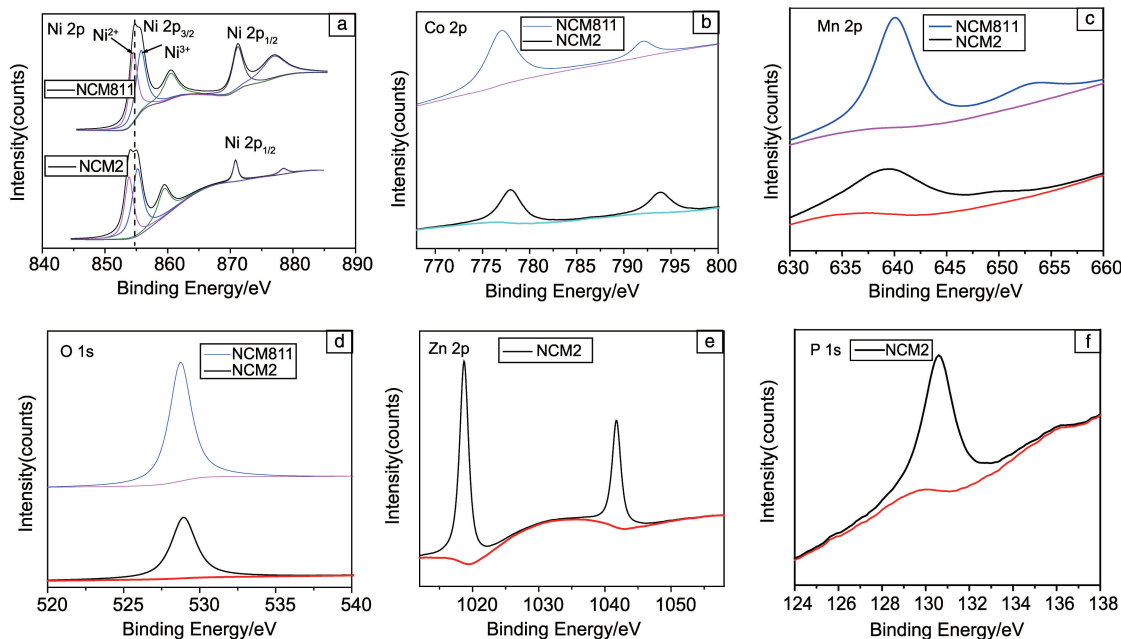 a
Ni 2p
Ni 2p3/2
Ni2+
Ni3+
Ni 2p1/2
NCM811
Ni 2p1/2
NCM2
Intensity(counts)
840 850 860 870 880 890
Binding Energy/eV
b
Co 2p
NCM811
NCM2
Intensity(counts)
770 775 780 785 790 795 800
Binding Energy/eV
c
Mn 2p
NCM811
NCM2
Intensity(counts)
630 635 640 645 650 655 660
Binding Energy/eV
d
O 1s
NCM811
NCM2
Intensity(counts)
520 525 530 535 540
Binding Energy/eV
e
Zn 2p
NCM2
Intensity(counts)
1020 1030 1040 1050
Binding Energy/eV
f
P 1s
NCM2
Intensity(counts)
124 126 128 130 132 134 136 138
Binding Energy/eV